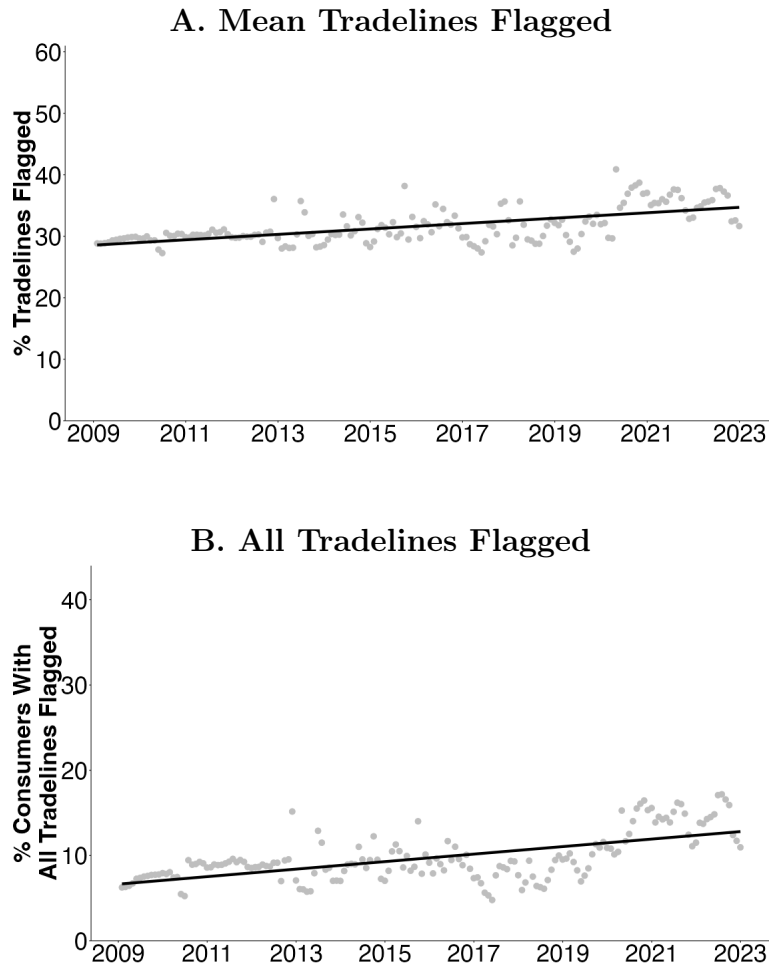 A. Mean Tradelines Flagged
60
50
40
30
20
10
0
% Tradelines Flagged
2009 2011 2013 2015 2017 2019 2021 2023
B. All Tradelines Flagged
40
30
20
10
0
% Consumers With
All Tradelines Flagged
2009 2011 2013 2015 2017 2019 2021 2023